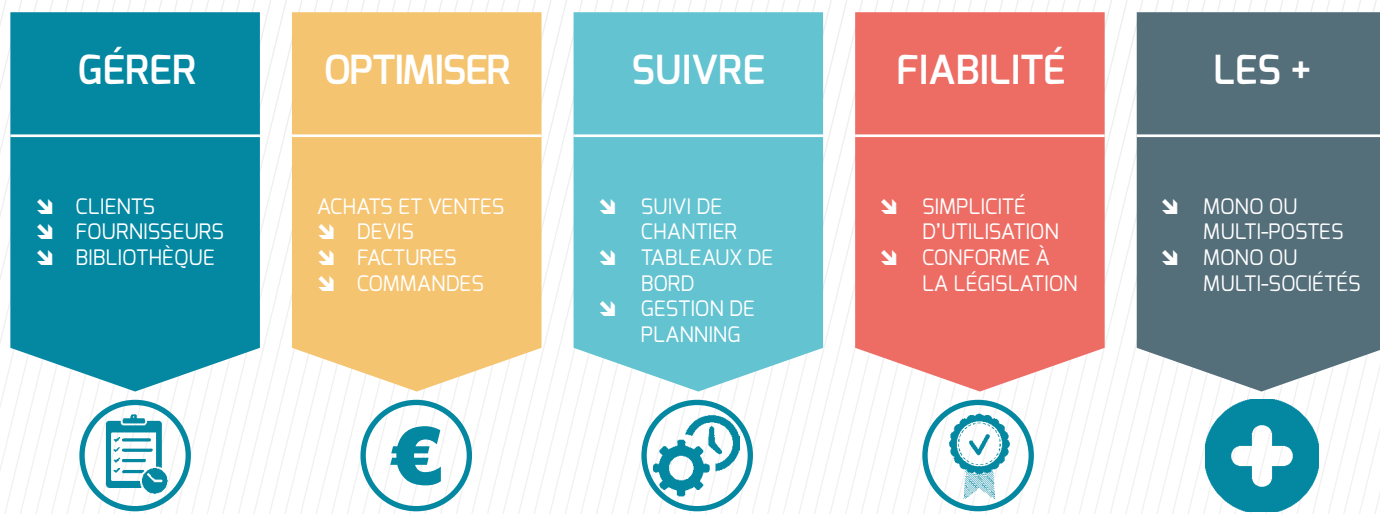 GÉRER
CLIENTS
FOURNISSEURS
BIBLIOTHÈQUE
OPTIMISER
ACHATS ET VENTES
DEVIS
FACTURES
COMMANDES
SUIVRE
SUIVI DE
CHANTIER
TABLEAUX DE
BORD
GESTION DE
PLANNING
FIABILITÉ
SIMPLICITÉ
D'UTILISATION
CONFORME À
LA LÉGISLATION
LES +
MONO OU
MULTI-POSTES
MONO OU
MULTI-SOCIÉTÉS
€